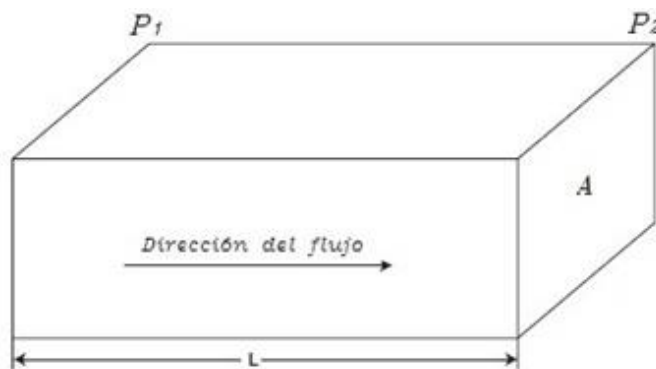 P₁ P₂
A
Dirección del flujo
L